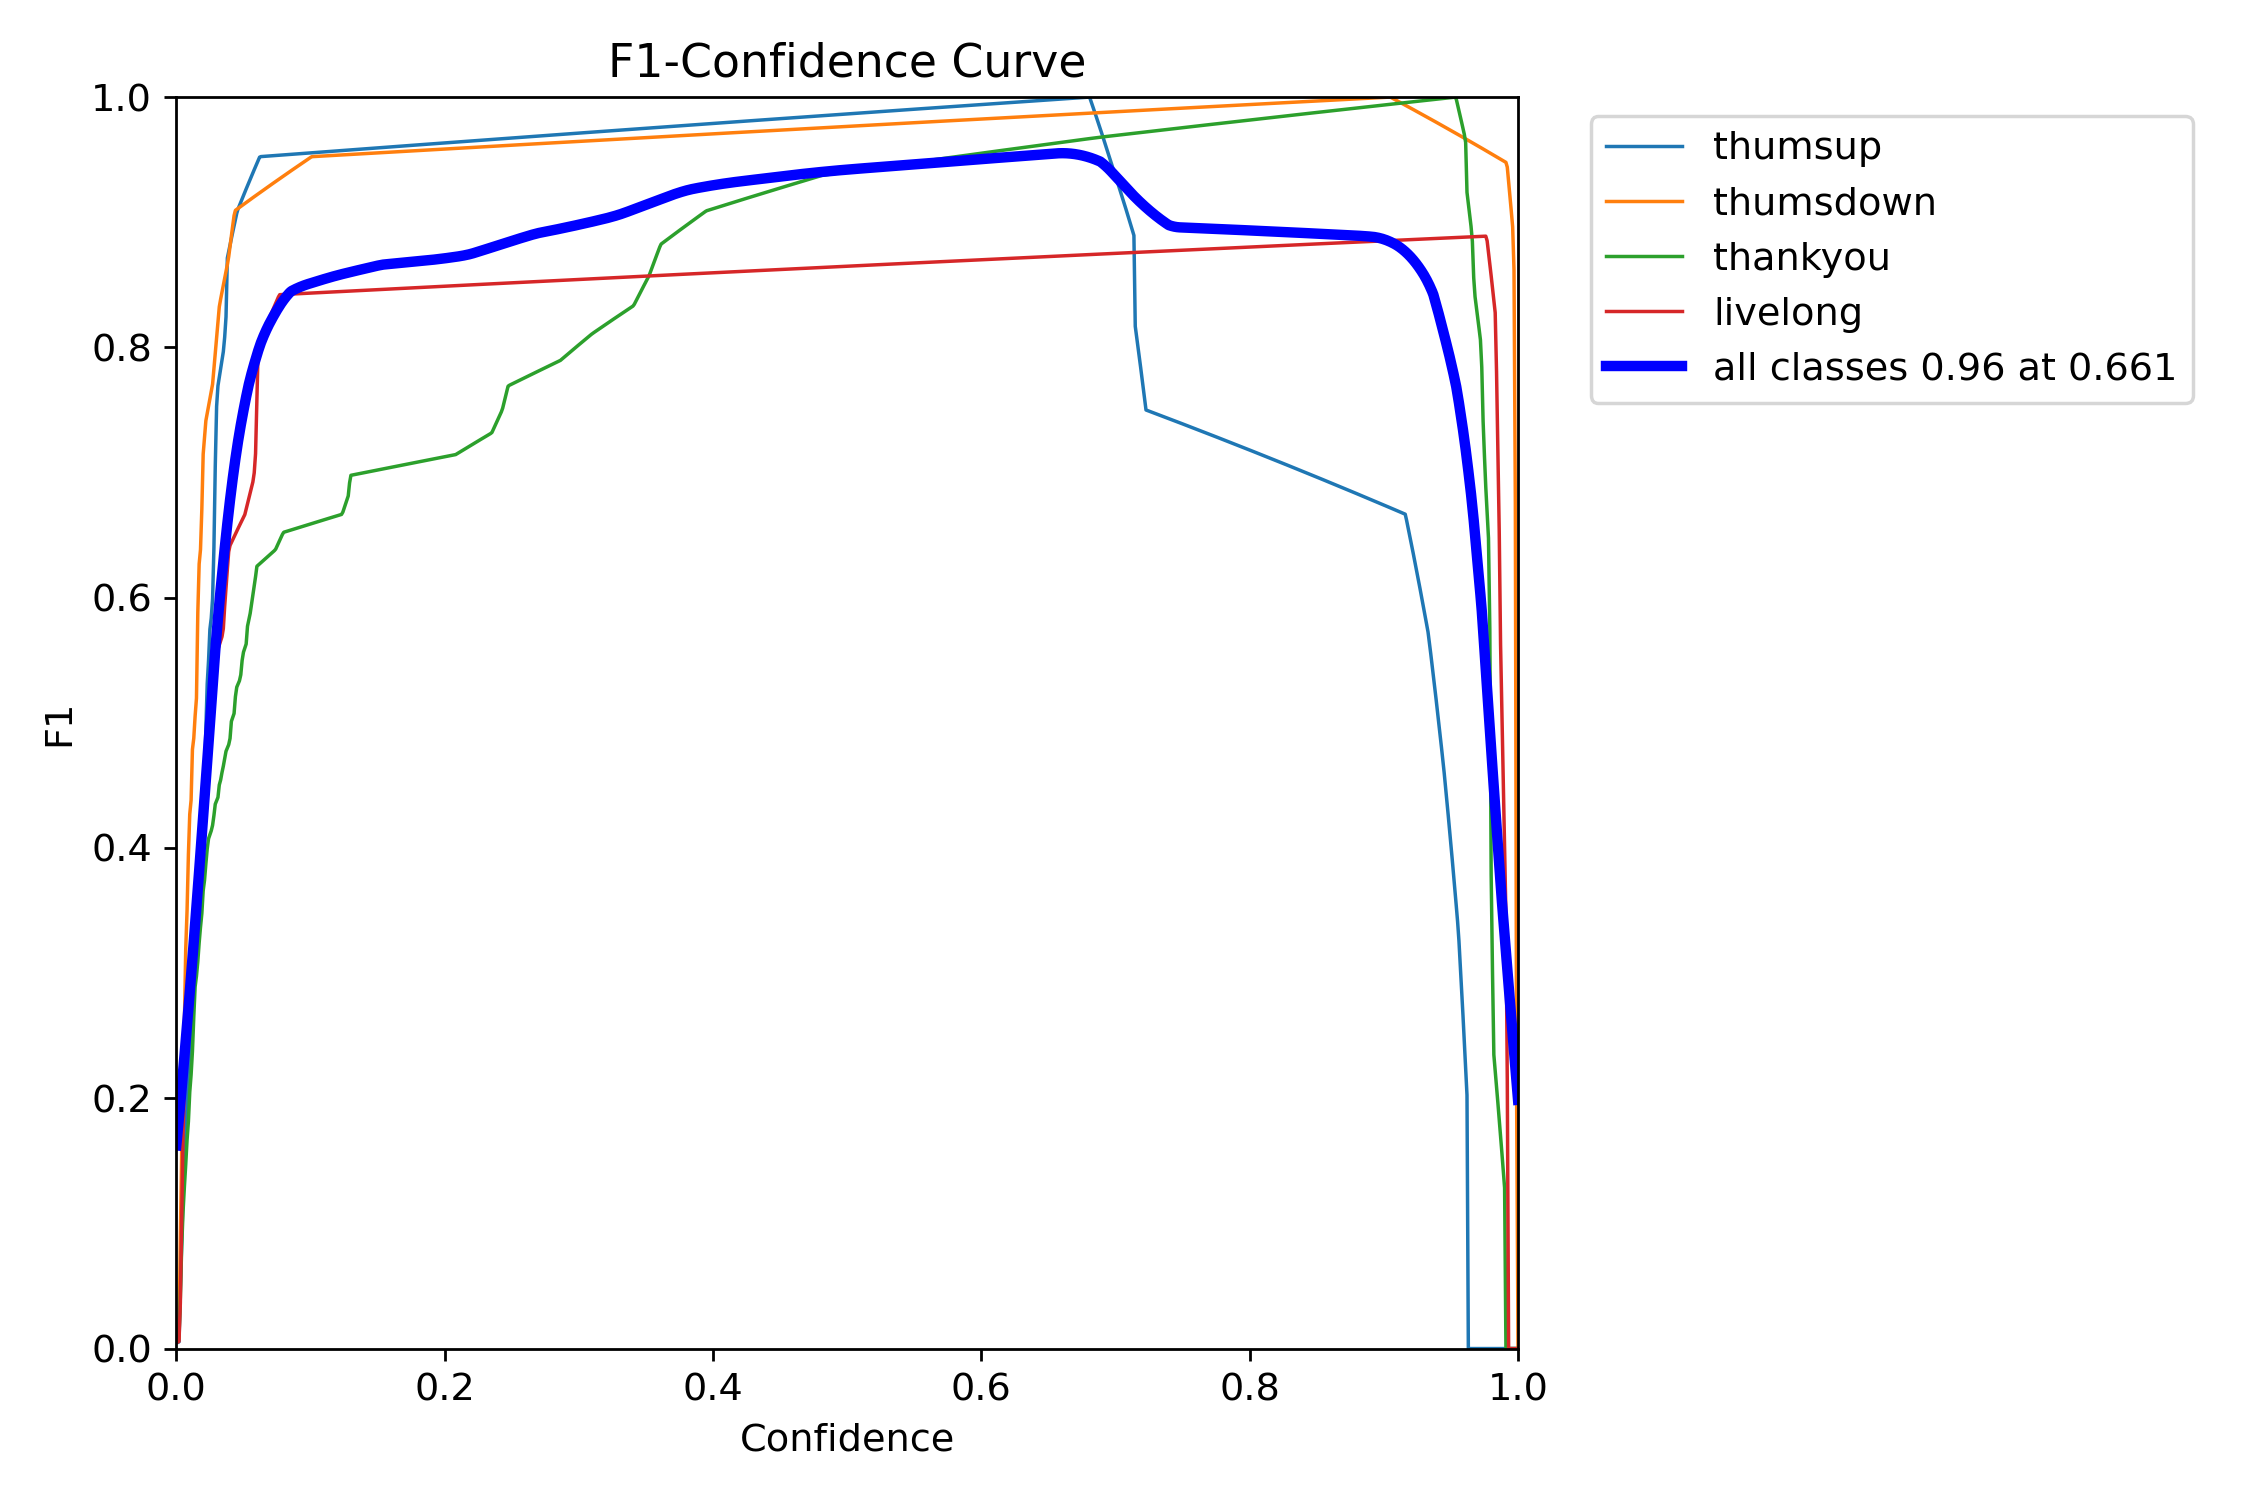 F1-Confidence Curve
1.0
0.8
0.6
0.4
0.2
0.0
F1
0.0 0.2 0.4 0.6 0.8 1.0
Confidence
thumsup
thumsdown
thankyou
livelong
all classes 0.96 at 0.661